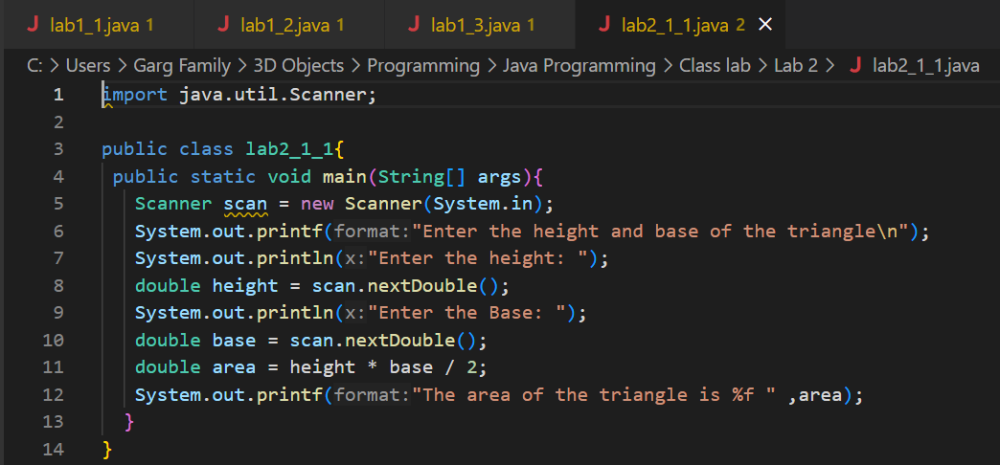 J lab1_1.java 1 J lab1_2.java 1 J lab1_3.java 1 J lab2_1_1.java 2 ×
C: > Users > Garg Family > 3D Objects > Programming > Java Programming > Class lab > Lab 2 > J lab2_1_1.java
1 import java.util.Scanner;
2
3 public class lab2_1_1{
4 public static void main(String[] args){
5 Scanner scan = new Scanner(System.in);
6 System.out.printf(format:"Enter the height and base of the triangle\n");
7 System.out.println(x:"Enter the height: ");
8 double height = scan.nextDouble();
9 System.out.println(x:"Enter the Base: ");
10 double base = scan.nextDouble();
11 double area = height * base / 2;
12 System.out.printf(format:"The area of the triangle is %f " ,area);
13 }
14 }